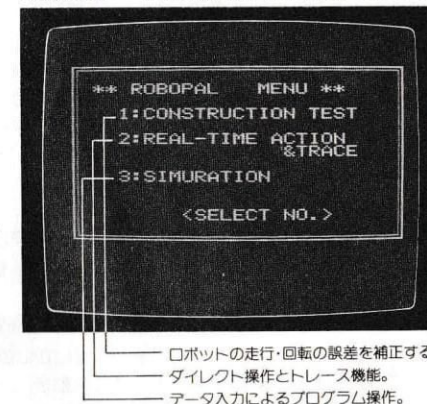 ** ROBOPAL MENU **
1:CONSTRUCTION TEST
2:REAL-TIME ACTION
&TRACE
3:SIMURATION
<SELECT NO.>
ロボットの走行・回転の誤差を補正する
ダイレクト操作とトレース機能。
データ入力によるプログラム操作。